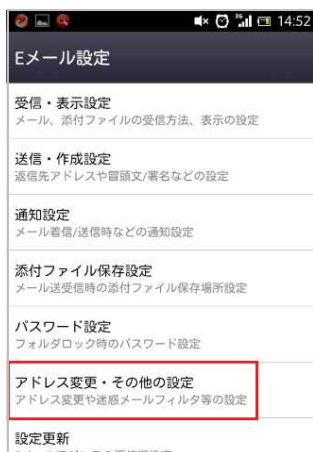 14:52
Eメール設定
受信・表示設定
メール、添付ファイルの受信方法、表示の設定
送信・作成設定
返信先アドレスや冒頭文/署名などの設定
通知設定
メール着信/送信時などの通知設定
添付ファイル保存設定
メール送受信時の添付ファイル保存場所設定
パスワード設定
フォルダロック時のパスワード設定
アドレス変更・その他の設定
アドレス変更や迷惑メールフィルタ等の設定
設定更新